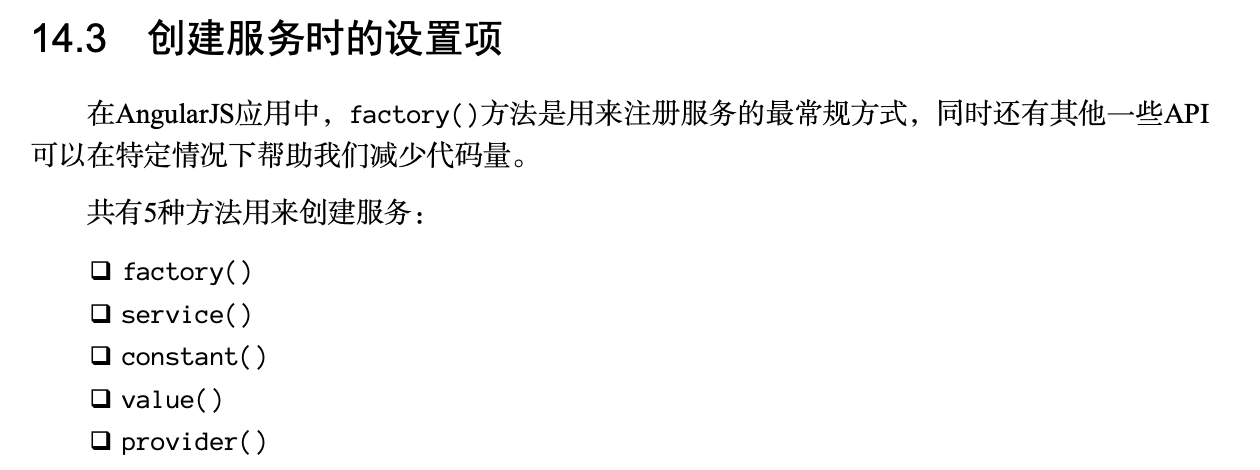 14.3 创建服务时的设置项
在AngularJS应用中，factory()方法是用来注册服务的最常规方式，同时还有其他一些API
可以在特定情况下帮助我们减少代码量。
共有5种方法用来创建服务：
❑ factory()
❑ service()
❑ constant()
❑ value()
❑ provider()